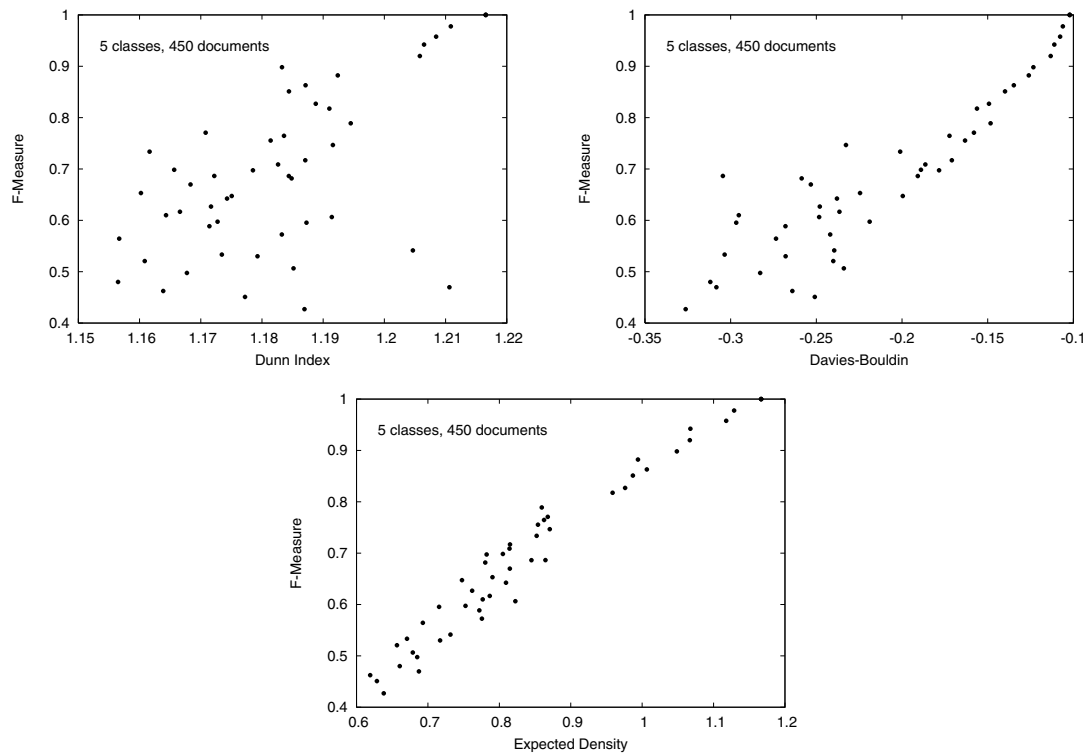 1
0.9
0.8
0.7
0.6
0.5
0.4
F-Measure
5 classes, 450 documents
1.15 1.16 1.17 1.18 1.19 1.2 1.21 1.22
Dunn Index
1
0.9
0.8
0.7
0.6
0.5
0.4
F-Measure
5 classes, 450 documents
-0.35 -0.3 -0.25 -0.2 -0.15 -0.1
Davies-Bouldin
1
0.9
0.8
0.7
0.6
0.5
0.4
F-Measure
5 classes, 450 documents
0.6 0.7 0.8 0.9 1 1.1 1.2
Expected Density